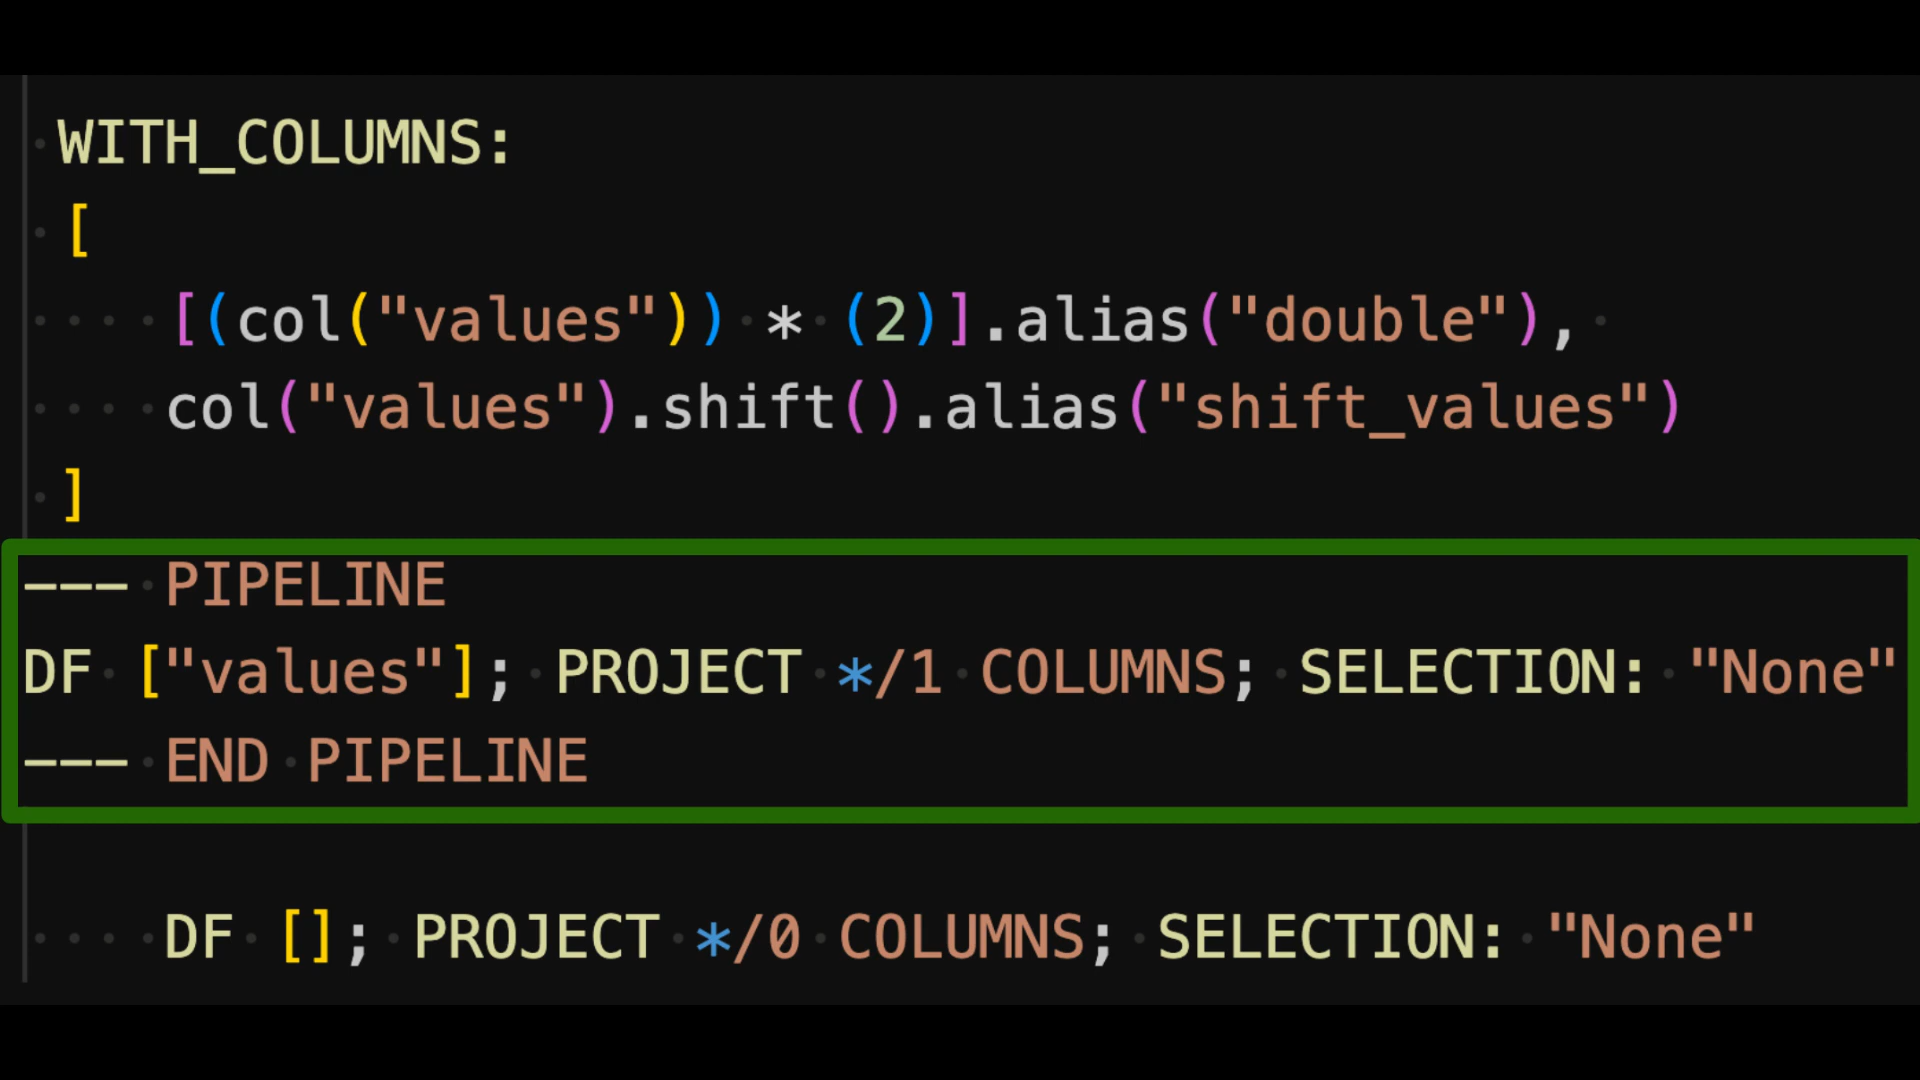 WITH_COLUMNS:
[
[(col("values")) * (2)].alias("double"),
col("values").shift().alias("shift_values")
]
--- PIPELINE
DF ["values"]; PROJECT */1 COLUMNS; SELECTION: "None"
--- END PIPELINE
DF []; PROJECT */0 COLUMNS; SELECTION: "None"